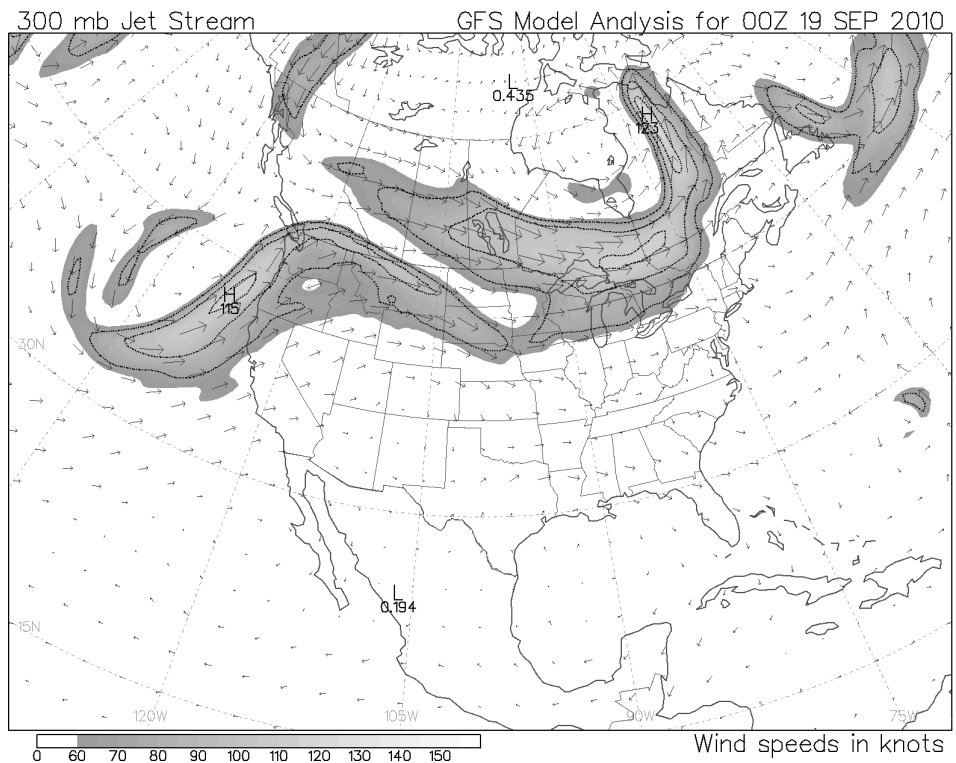 300 mb Jet Stream GFS Model Analysis for 00Z 19 SEP 2010
L
0.435
H
123
H
115
30N
L
0.194
15N
120W 105W 90W 75W
0 60 70 80 90 100 110 120 130 140 150
Wind speeds in knots